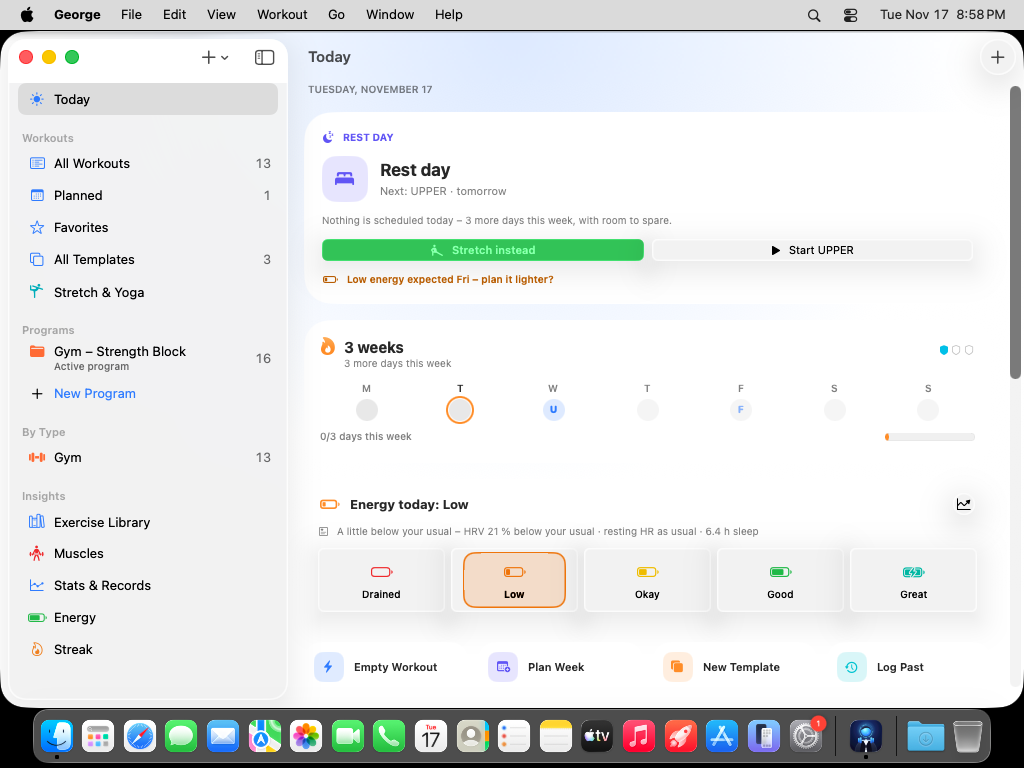 George File Edit View Workout Go Window Help Tue Nov 17 8:58 PM
Today
Workouts
All Workouts 13
Planned 1
Favorites
All Templates 3
Stretch & Yoga
Programs
Gym – Strength Block 16
Active program
New Program
By Type
Gym 13
Insights
Exercise Library
Muscles
Stats & Records
Energy
Streak
Today
TUESDAY, NOVEMBER 17
REST DAY
Rest day
Next: UPPER · tomorrow
Nothing is scheduled today – 3 more days this week, with room to spare.
Stretch instead Start UPPER
Low energy expected Fri – plan it lighter?
3 weeks
3 more days this week
M T W T F S S
U F
0/3 days this week
Energy today: Low
A little below your usual – HRV 21 % below your usual · resting HR as usual · 6.4 h sleep
Drained Low Okay Good Great
Empty Workout Plan Week New Template Log Past
TUE
17
tv
1